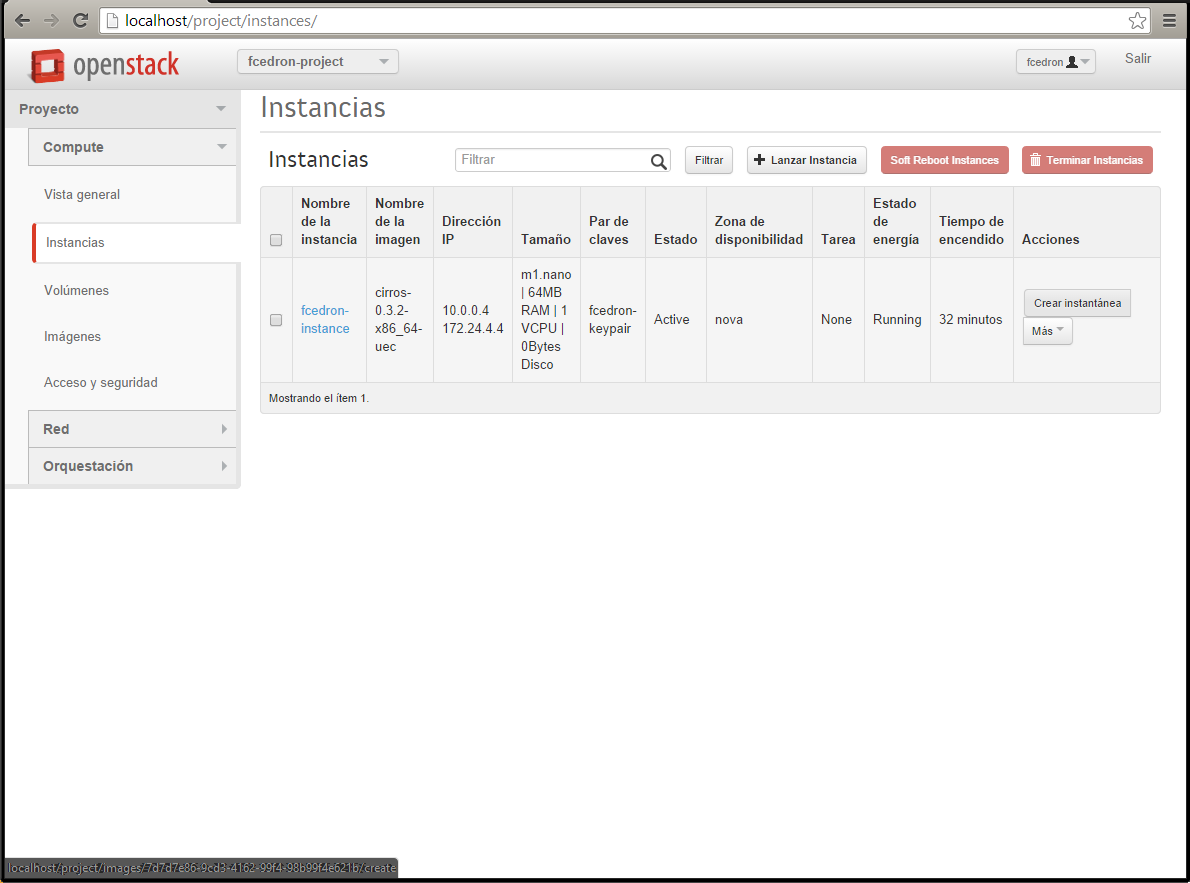 localhost/project/instances/
openstack
fcedron-project
fcedron
Salir
Proyecto
Compute
Vista general
Instancias
Volúmenes
Imágenes
Acceso y seguridad
Red
Orquestación
Instancias
Instancias
Filtrar
Filtrar
Lanzar Instancia
Soft Reboot Instances
Terminar Instancias
Nombre
de la
instancia
Nombre
de la
imagen
Dirección
IP
Tamaño
Par de
claves
Estado
Zona de
disponibilidad
Tarea
Estado
de
energía
Tiempo de
encendido
Acciones
fcedron-
instance
cirros-
0.3.2-
x86_64-
uec
10.0.0.4
172.24.4.4
m1.nano
| 64MB
RAM | 1
VCPU |
0Bytes
Disco
fcedron-
keypair
Active
nova
None
Running
32 minutos
Crear instantánea
Más
Mostrando el ítem 1.
localhost/project/images/7d7d7e86-9cd3-4162-99f4-98b99f4e621b/create